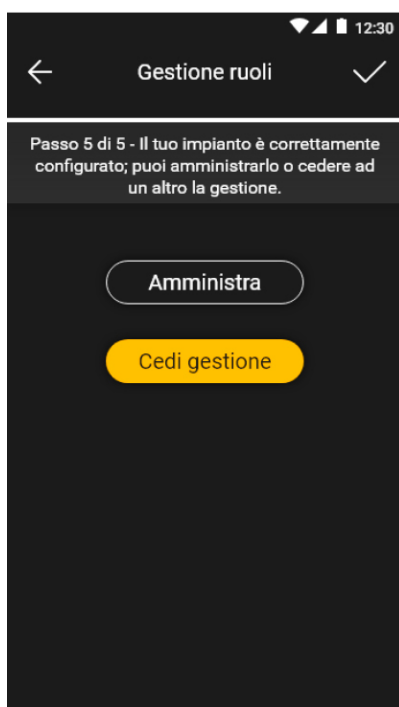 12:30
Gestione ruoli
Passo 5 di 5 - Il tuo impianto è correttamente
configurato; puoi amministrarlo o cedere ad
un altro la gestione.
Amministra
Cedi gestione